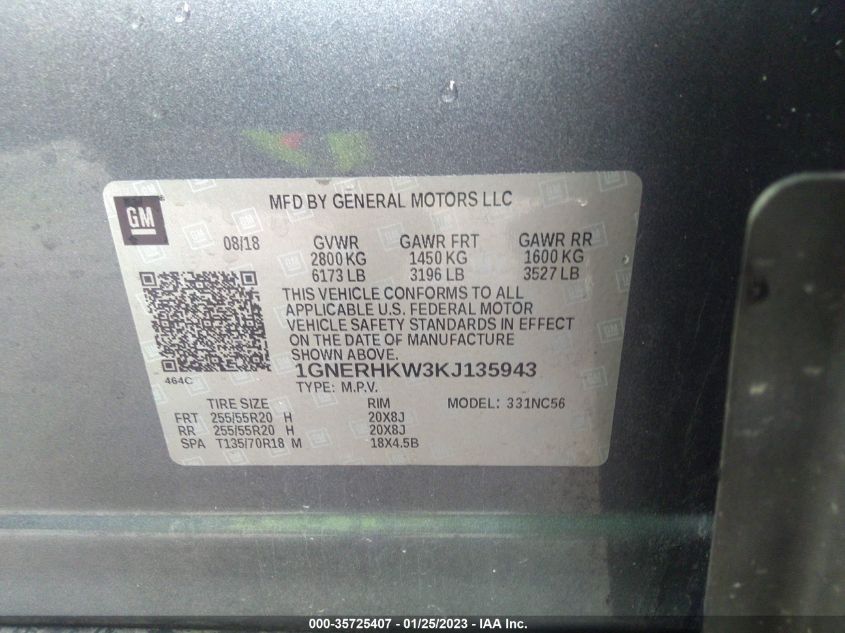 GM
MFD BY GENERAL MOTORS LLC
08/18 GVWR GAWR FRT GAWR RR
2800 KG 1450 KG 1600 KG
6173 LB 3196 LB 3527 LB
THIS VEHICLE CONFORMS TO ALL
APPLICABLE U.S. FEDERAL MOTOR
VEHICLE SAFETY STANDARDS IN EFFECT
ON THE DATE OF MANUFACTURE
SHOWN ABOVE.
464C 1GNERHKW3KJ135943
TYPE: M.P.V.
TIRE SIZE RIM MODEL: 331NC56
FRT 255/55R20 H 20X8J
RR 255/55R20 H 20X8J
SPA T135/70R18 M 18X4.5B
000-35725407 - 01/25/2023 - IAA Inc.